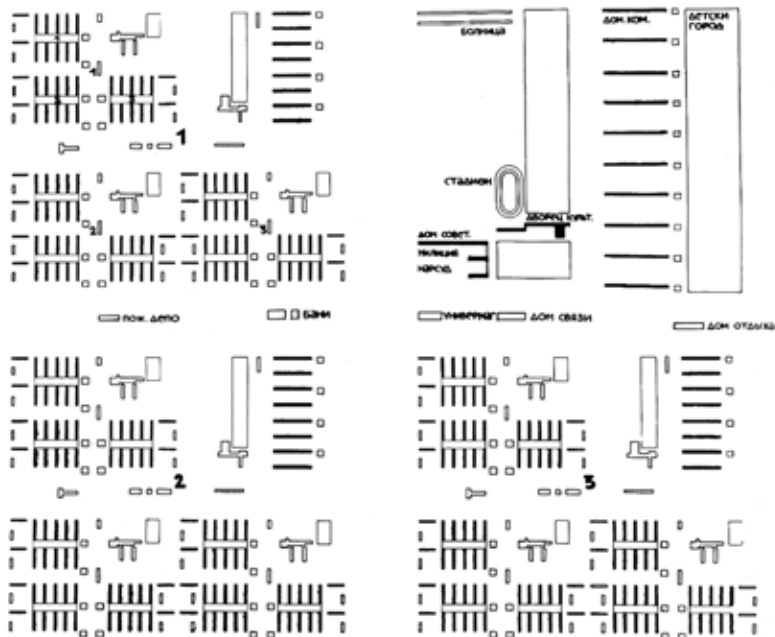 БОЛНИЦА
ДОМ. КОМ.
ДЕТСКИ
ГОРОД
1
1
СТАДИОН
ДВОРЕЦ КУЛЬТ.
2
3
ДОМ СОВЕТ.
МИЛИЦИЯ
НАРСУД
ПОЖ. ДЕПО
БАНИ
УНИВЕРМАГ
ДОМ СВЯЗИ
ДОМ ОТДЫХА
2
3